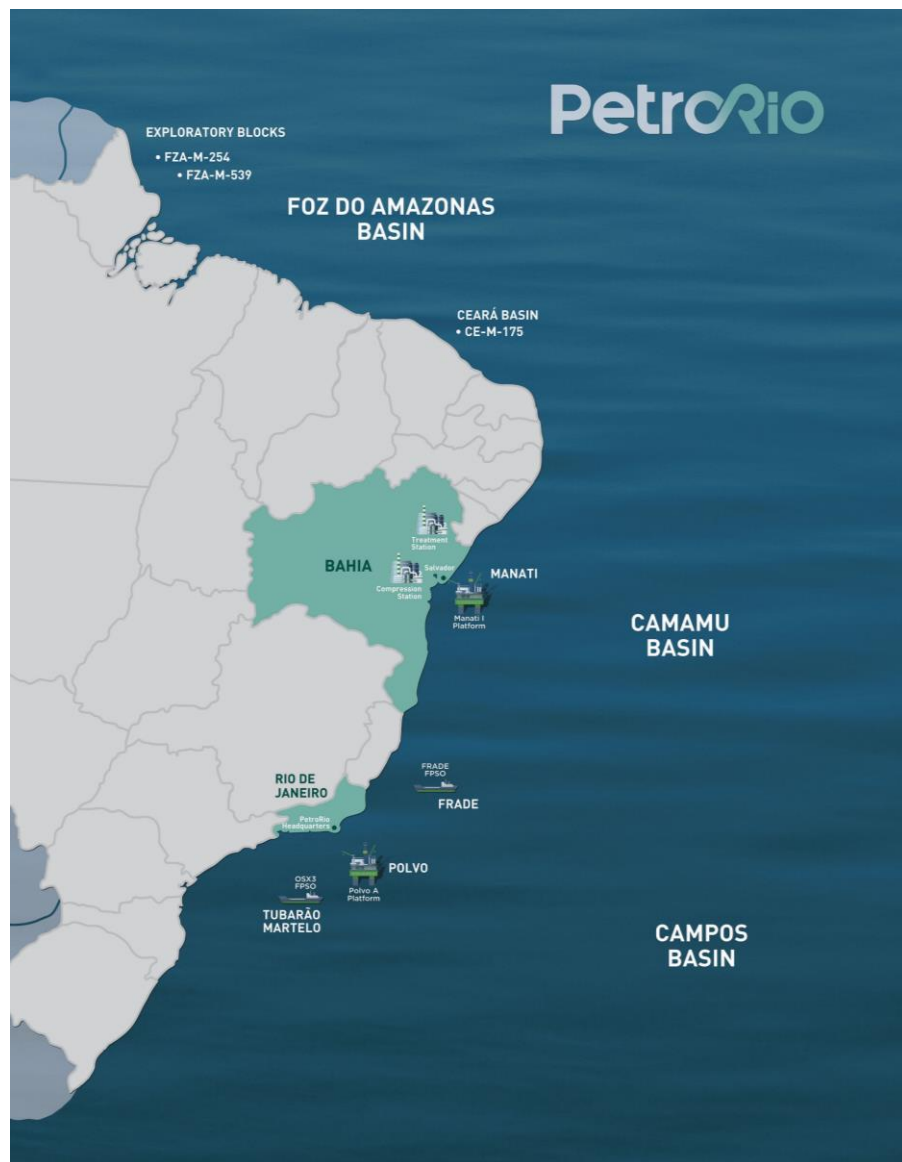 PetroRio
EXPLORATORY BLOCKS
• FZA-M-254
• FZA-M-539
FOZ DO AMAZONAS
BASIN
CEARÁ BASIN
• CE-M-175
Treatment
Station
BAHIA
Salvador
Compression
Station
MANATI
Manati I
Platform
CAMAMU
BASIN
FRADE
FPSO
FRADE
RIO DE
JANEIRO
PetroRio
Headquarters
POLVO
Polvo A
Platform
OSX3
FPSO
TUBARÃO
MARTELO
CAMPOS
BASIN